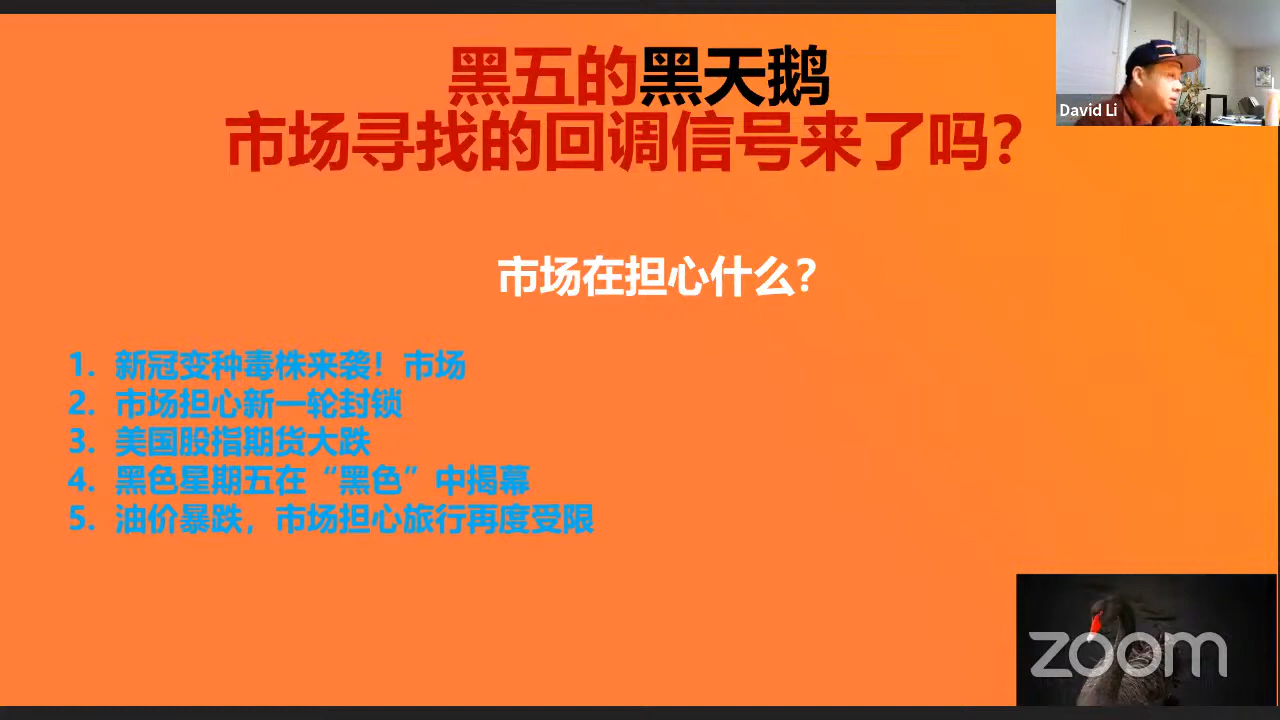 黑五的黑天鹅
市场寻找的回调信号来了吗？
David Li
市场在担心什么？
1. 新冠变种毒株来袭！市场
2. 市场担心新一轮封锁
3. 美国股指期货大跌
4. 黑色星期五在“黑色”中揭幕
5. 油价暴跌，市场担心旅行再度受限
zoom